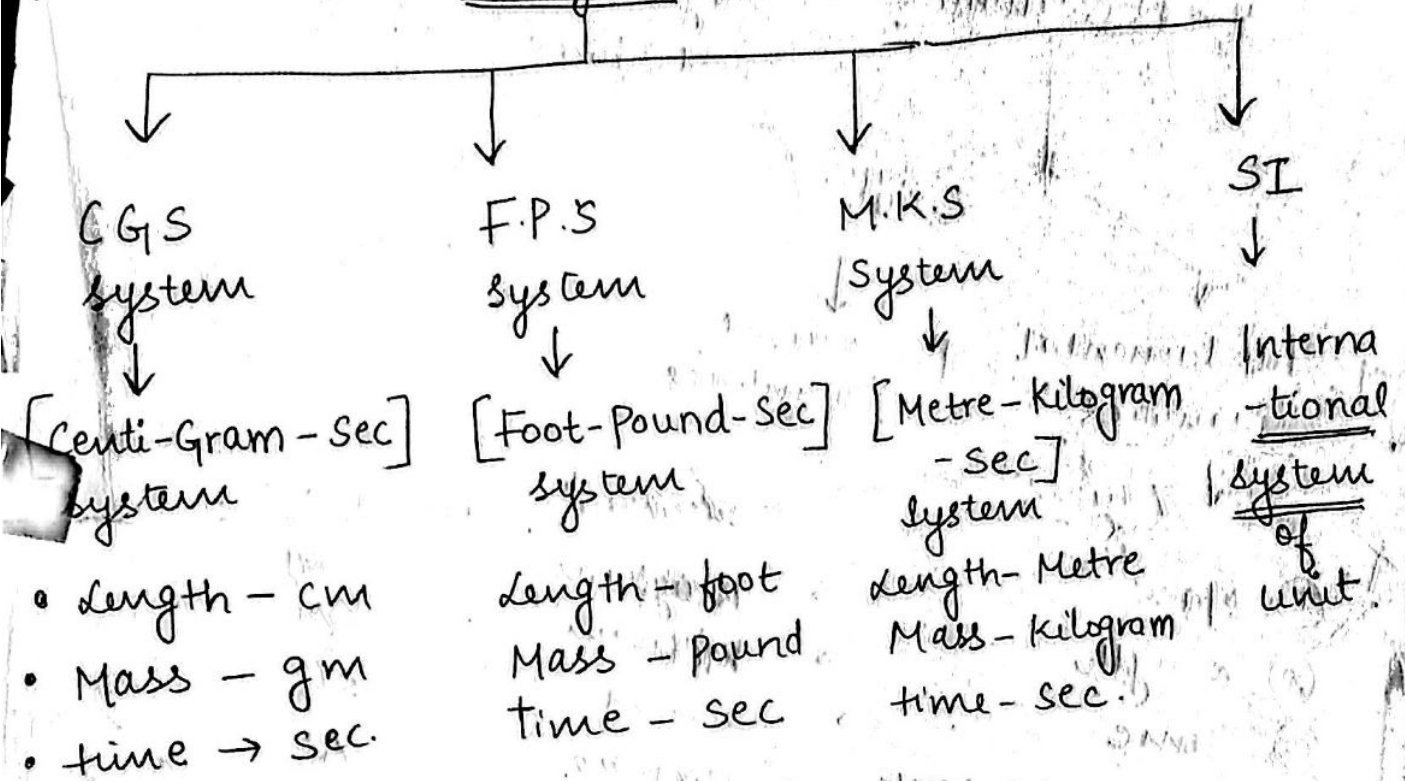 CGS
system
[Centi-Gram-Sec]
system
• Length - cm
• Mass - gm
• time → sec.
F.P.S
system
[Foot-Pound-Sec]
system
Length - foot
Mass - Pound
Time - sec
M.K.S
System
[Metre-Kilogram
-sec]
system
Length- Metre
Mass- Kilogram
time- sec.
SI
Interna
-tional
system
of
unit.